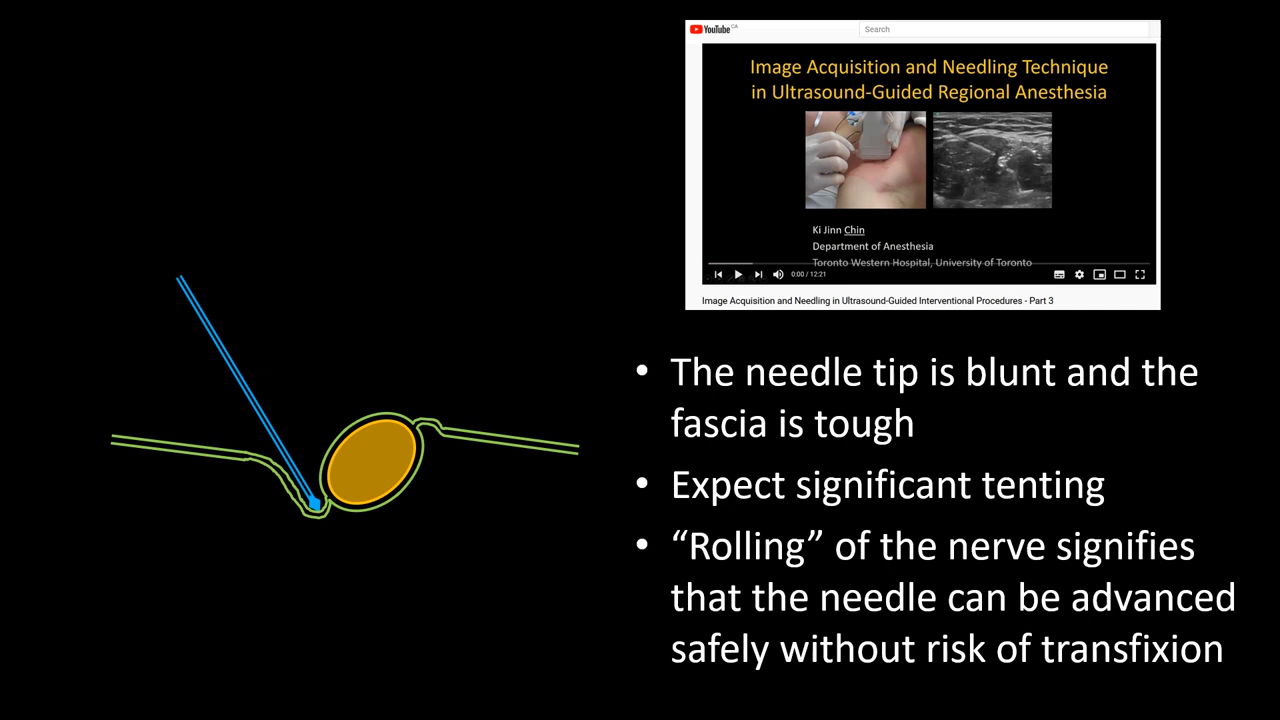 YouTube CA
Search
Image Acquisition and Needling Technique
in Ultrasound-Guided Regional Anesthesia
Ki Jinn Chin
Department of Anesthesia
Toronto Western Hospital, University of Toronto
0:00 / 12:21
Image Acquisition and Needling in Ultrasound-Guided Interventional Procedures - Part 3
• The needle tip is blunt and the
fascia is tough
• Expect significant tenting
• “Rolling” of the nerve signifies
that the needle can be advanced
safely without risk of transfixion